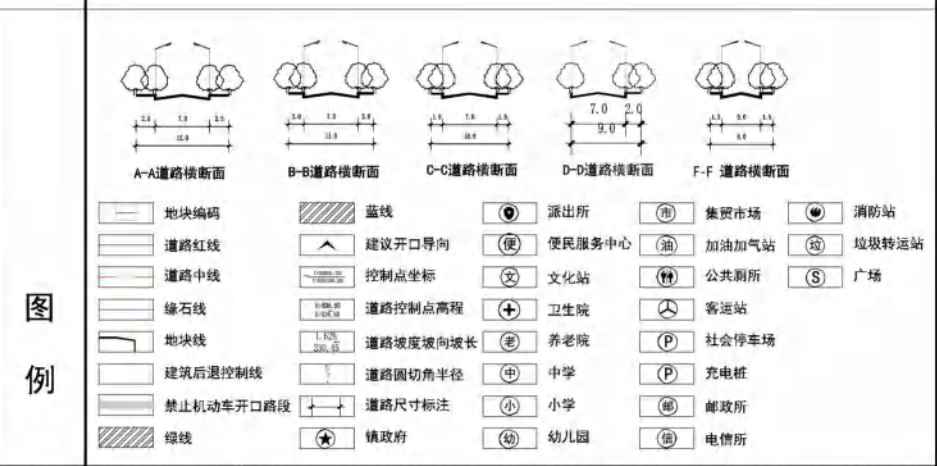 7.0 2.0
9.0
A-A道路横断面 B-B道路横断面 C-C道路横断面 D-D道路横断面 F-F 道路横断面
地块编码 蓝线 派出所 市 集贸市场 消防站
道路红线 建议开口导向 便 便民服务中心 油 加油加气站 垃 垃圾转运站
道路中线 控制点坐标 文 文化站 公共厕所 S 广场
缘石线 道路控制点高程 卫生院 客运站
地块线 道路坡度坡向坡长 老 养老院 P 社会停车场
建筑后退控制线 道路圆切角半径 中 中学 P 充电桩
禁止机动车开口路段 道路尺寸标注 小 小学 邮 邮政所
绿线 镇政府 幼 幼儿园 信 电信所
图例